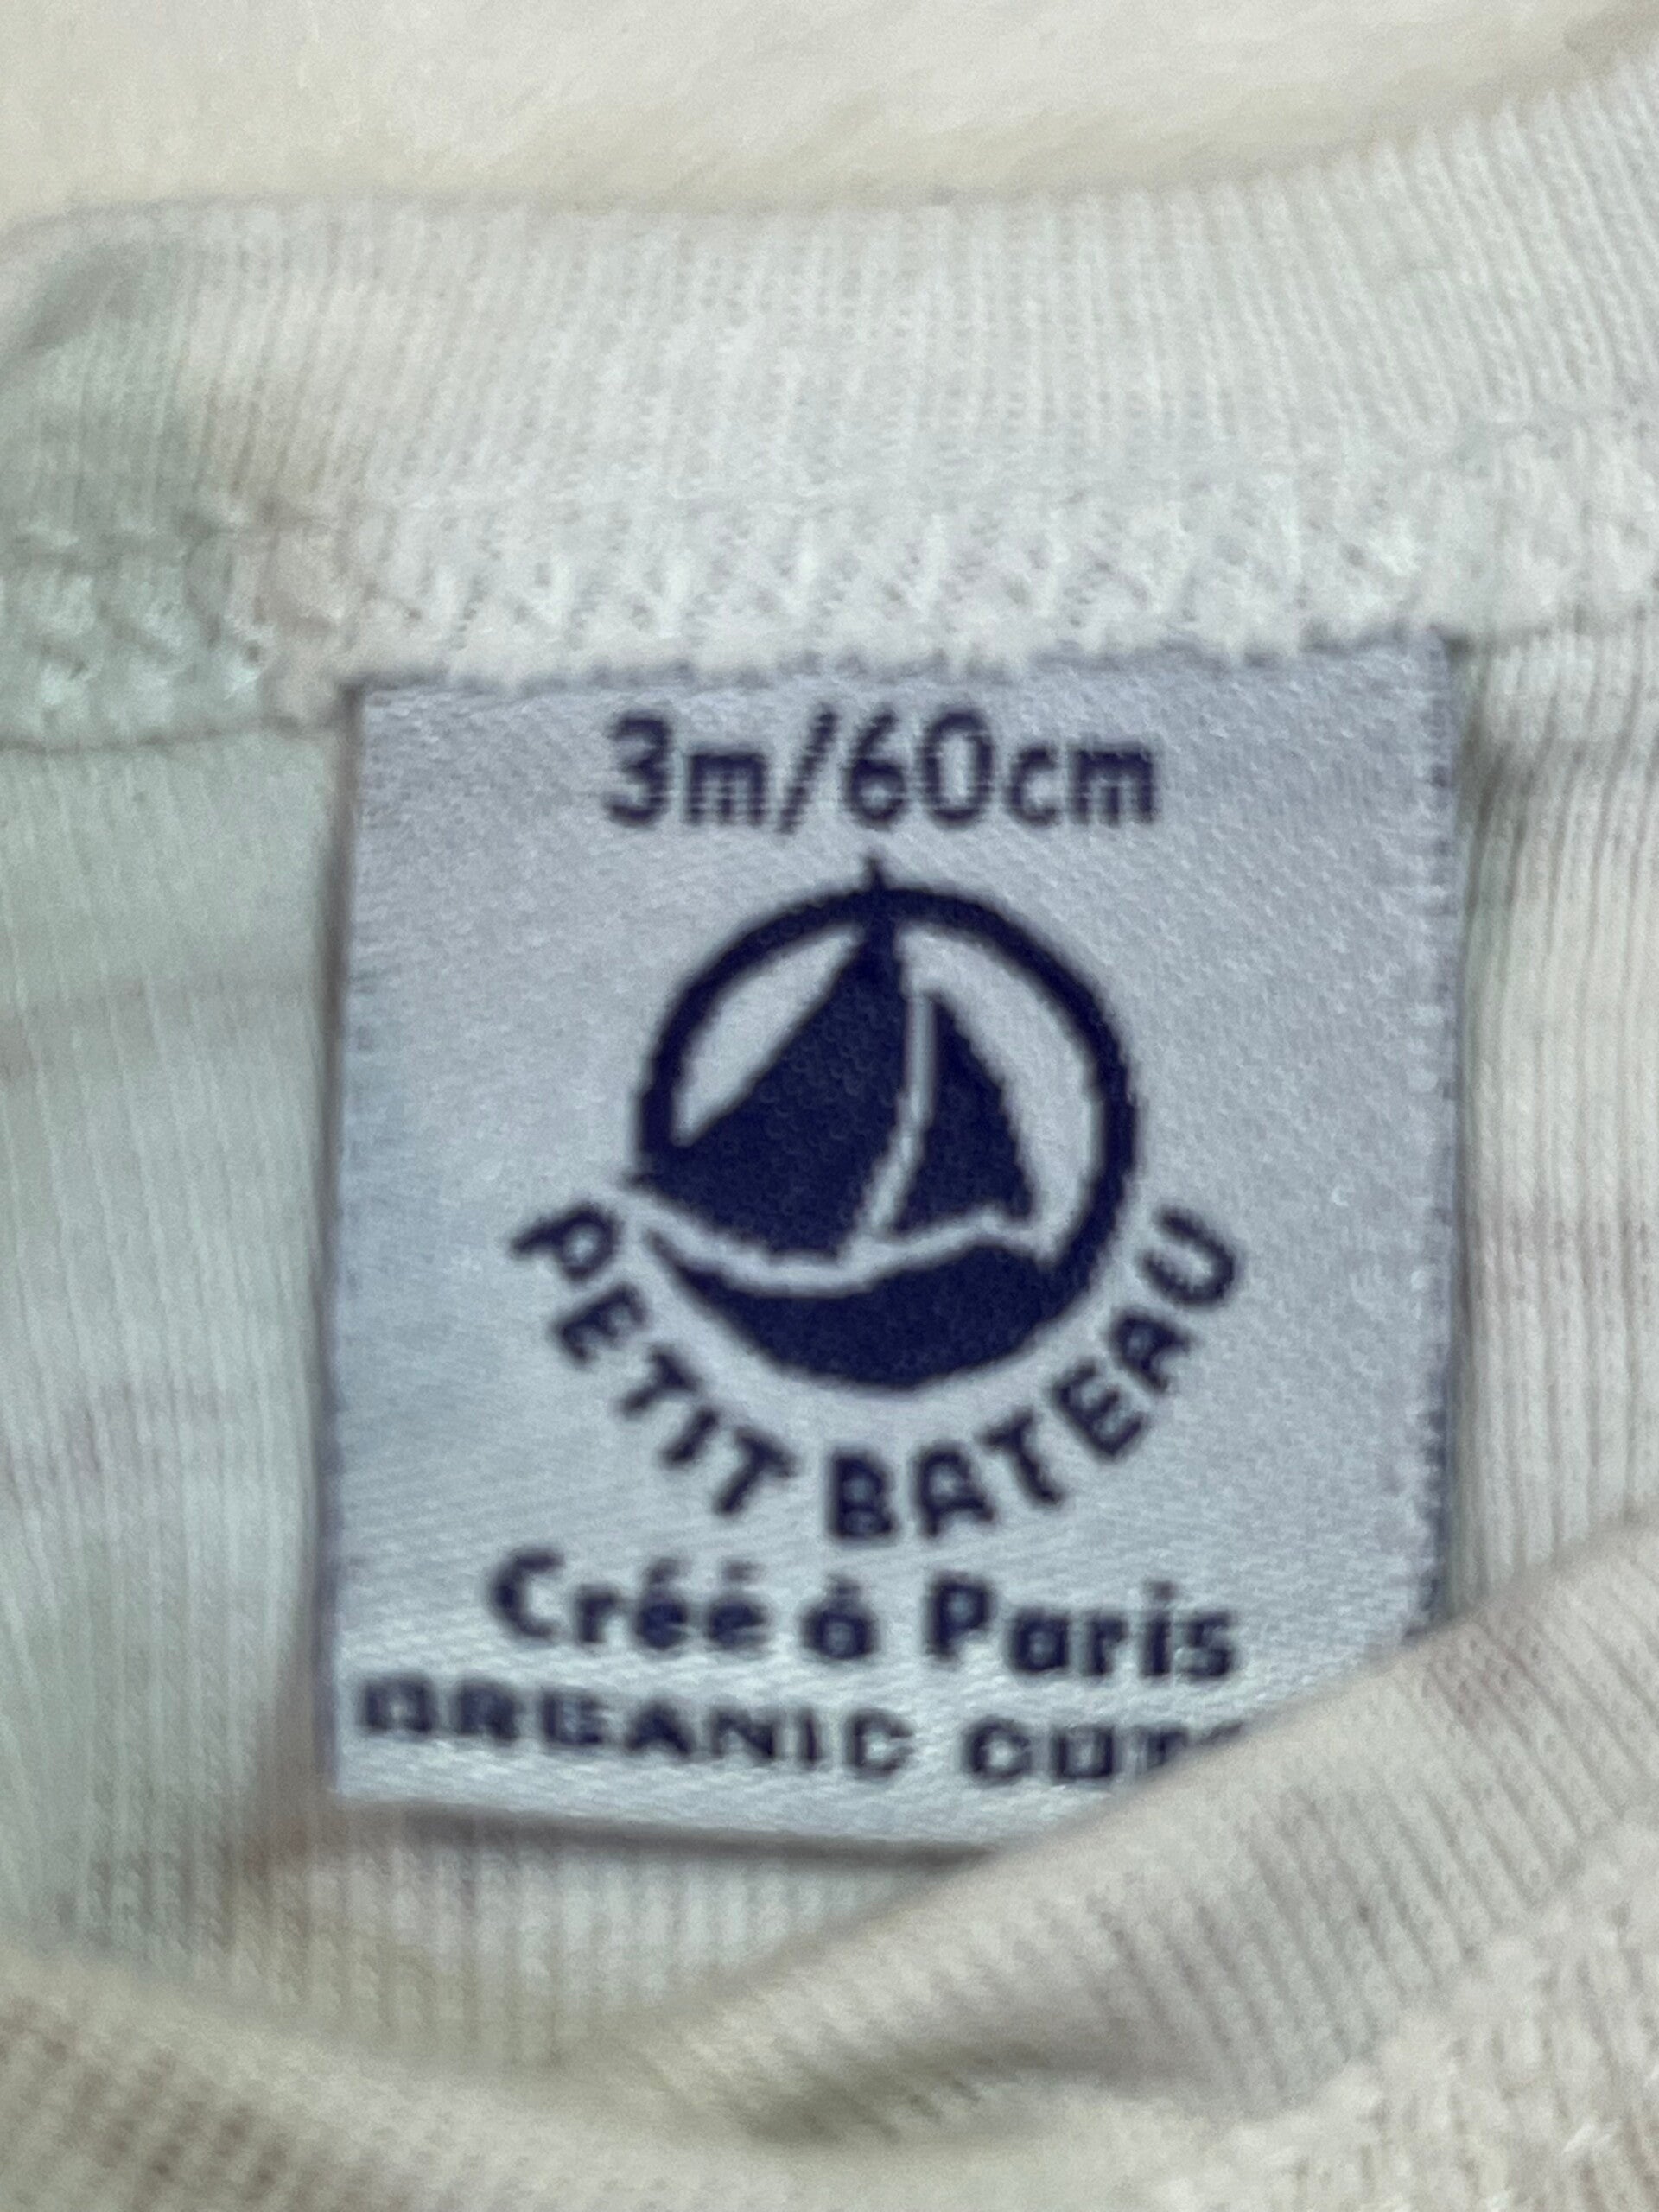 3m/60cm
PETIT BATEAU
Créé à Paris
ORGANIC